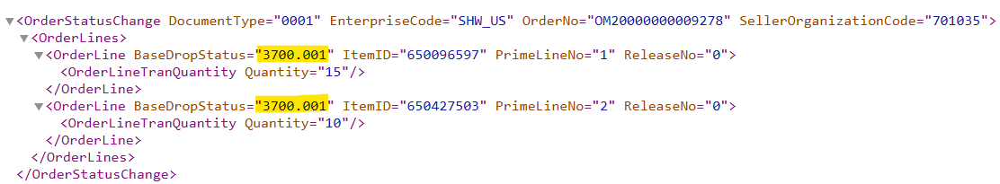 <OrderStatusChange DocumentType="0001" EnterpriseCode="SHW_US" OrderNo="OM20000000009278" SellerOrganizationCode="701035">
<OrderLines>
<OrderLine BaseDropStatus="3700.001" ItemID="650096597" PrimeLineNo="1" ReleaseNo="0">
<OrderLineTranQuantity Quantity="15"/>
</OrderLine>
<OrderLine BaseDropStatus="3700.001" ItemID="650427503" PrimeLineNo="2" ReleaseNo="0">
<OrderLineTranQuantity Quantity="10"/>
</OrderLine>
</OrderLines>
</OrderStatusChange>